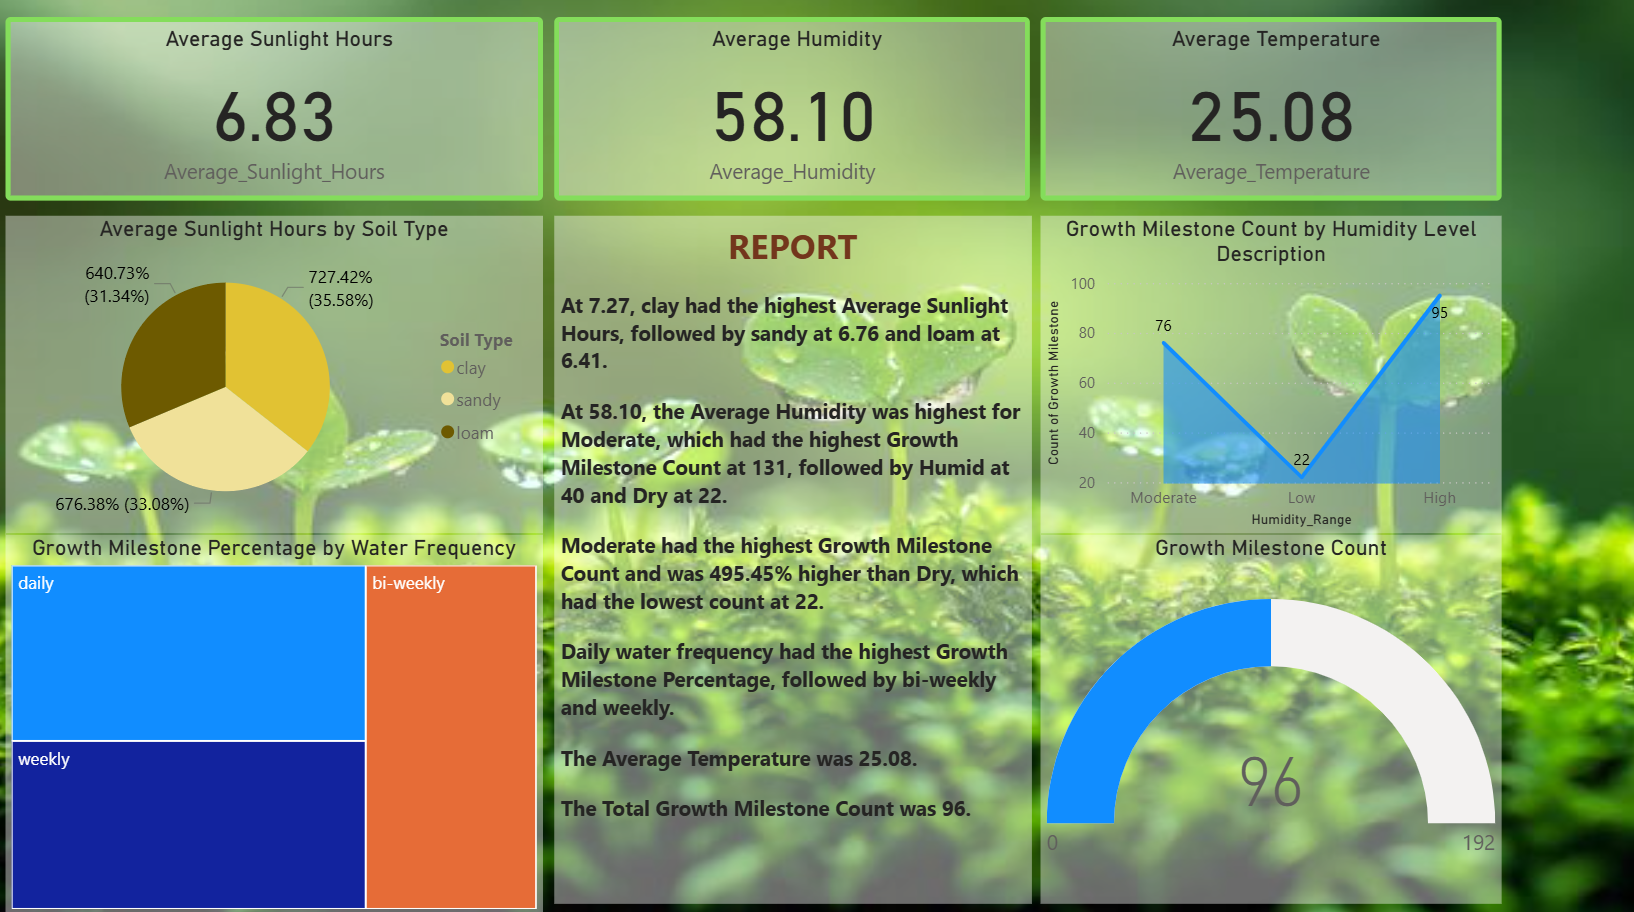 Average Sunlight Hours
6.83
Average_Sunlight_Hours
Average Humidity
58.10
Average_Humidity
Average Temperature
25.08
Average_Temperature
Average Sunlight Hours by Soil Type
640.73%
(31.34%)
727.42%
(35.58%)
676.38% (33.08%)
Soil Type
clay
sandy
loam
Growth Milestone Percentage by Water Frequency
daily
weekly
bi-weekly
REPORT
At 7.27, clay had the highest Average Sunlight
Hours, followed by sandy at 6.76 and loam at
6.41.
At 58.10, the Average Humidity was highest for
Moderate, which had the highest Growth
Milestone Count at 131, followed by Humid at
40 and Dry at 22.
Moderate had the highest Growth Milestone
Count and was 495.45% higher than Dry, which
had the lowest count at 22.
Daily water frequency had the highest Growth
Milestone Percentage, followed by bi-weekly
and weekly.
The Average Temperature was 25.08.
The Total Growth Milestone Count was 96.
Growth Milestone Count by Humidity Level
Description
Count of Growth Milestone
100
80
60
40
20
76
22
95
Moderate
Low
High
Humidity_Range
Growth Milestone Count
96
0
192